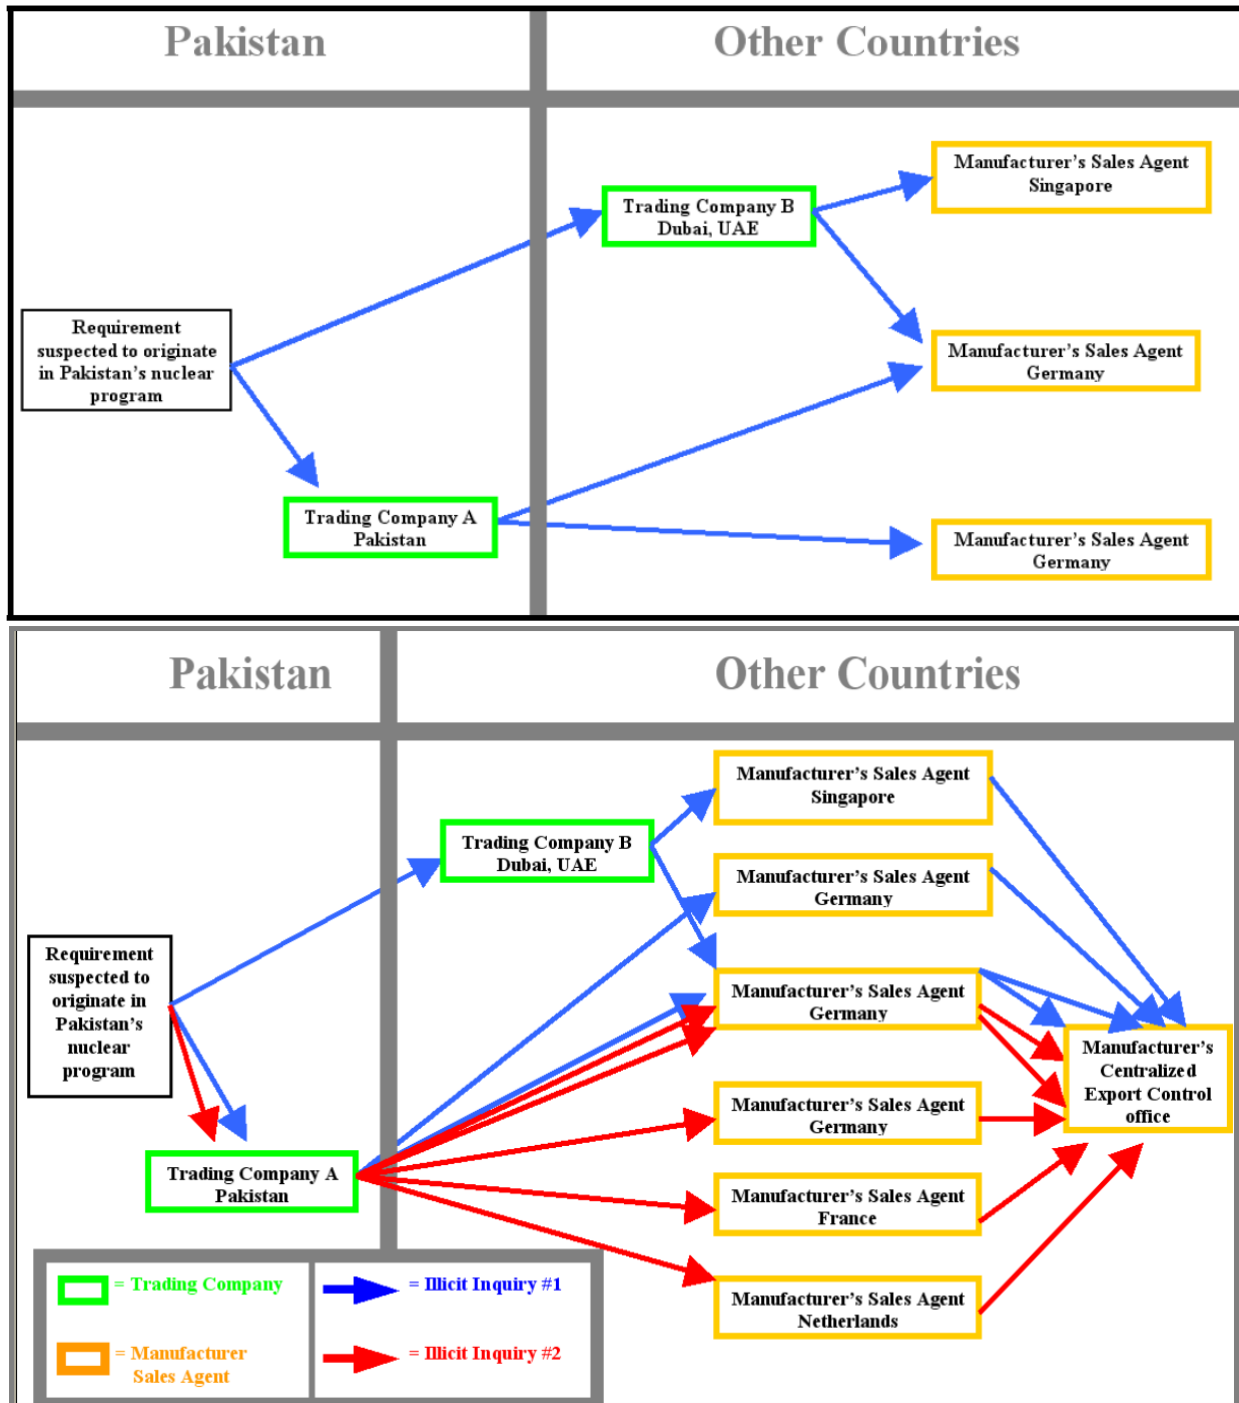 Pakistan
Other Countries
Manufacturer's Sales Agent
Singapore
Trading Company B
Dubai, UAE
Requirement
suspected to originate
in Pakistan's nuclear
program
Manufacturer's Sales Agent
Germany
Trading Company A
Pakistan
Manufacturer's Sales Agent
Germany
Pakistan
Other Countries
Manufacturer's Sales Agent
Singapore
Trading Company B
Dubai, UAE
Manufacturer's Sales Agent
Germany
Requirement
suspected to
originate in
Pakistan's
nuclear
program
Manufacturer's Sales Agent
Germany
Manufacturer's
Centralized
Export Control
office
Manufacturer's Sales Agent
Germany
Trading Company A
Pakistan
Manufacturer's Sales Agent
France
Manufacturer's Sales Agent
Netherlands
= Trading Company
= Illicit Inquiry #1
= Manufacturer
Sales Agent
= Illicit Inquiry #2